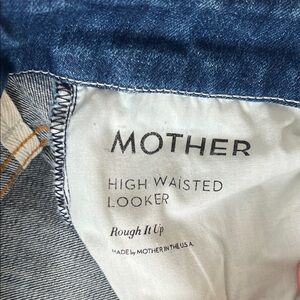 MOTHER
HIGH WAISTED
LOOKER
Rough It Up
MADE by MOTHER IN THE U.S.A.